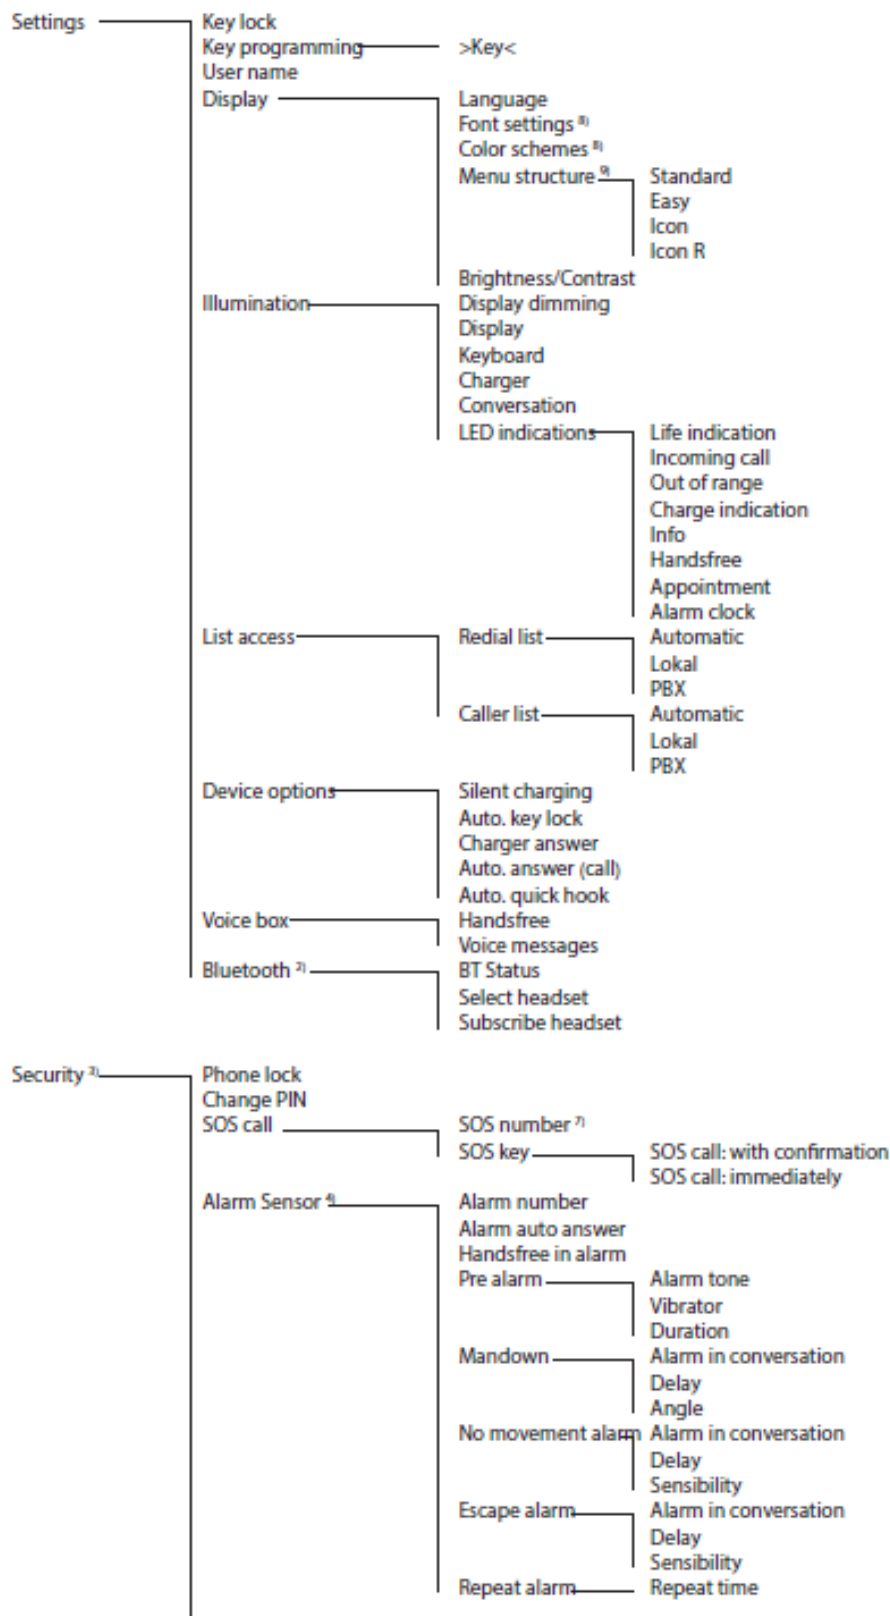 Settings Key lock
Key programming >Key<
User name
Display Language
Font settings 8)
Color schemes 8)
Menu structure 9) Standard
Easy
Icon
Icon R
Brightness/Contrast
Illumination Display dimming
Display
Keyboard
Charger
Conversation
LED indications Life indication
Incoming call
Out of range
Charge indication
Info
Handsfree
Appointment
Alarm clock
List access Redial list Automatic
Lokal
PBX
Caller list Automatic
Lokal
PBX
Device options Silent charging
Auto. key lock
Charger answer
Auto. answer (call)
Auto. quick hook
Voice box Handsfree
Voice messages
Bluetooth 2) BT Status
Select headset
Subscribe headset
Security 3) Phone lock
Change PIN
SOS call SOS number 7)
SOS key SOS call: with confirmation
SOS call: immediately
Alarm Sensor 4) Alarm number
Alarm auto answer
Handsfree in alarm
Pre alarm Alarm tone
Vibrator
Duration
Mandown Alarm in conversation
Delay
Angle
No movement alarm Alarm in conversation
Delay
Sensibility
Escape alarm Alarm in conversation
Delay
Sensibility
Repeat alarm Repeat time